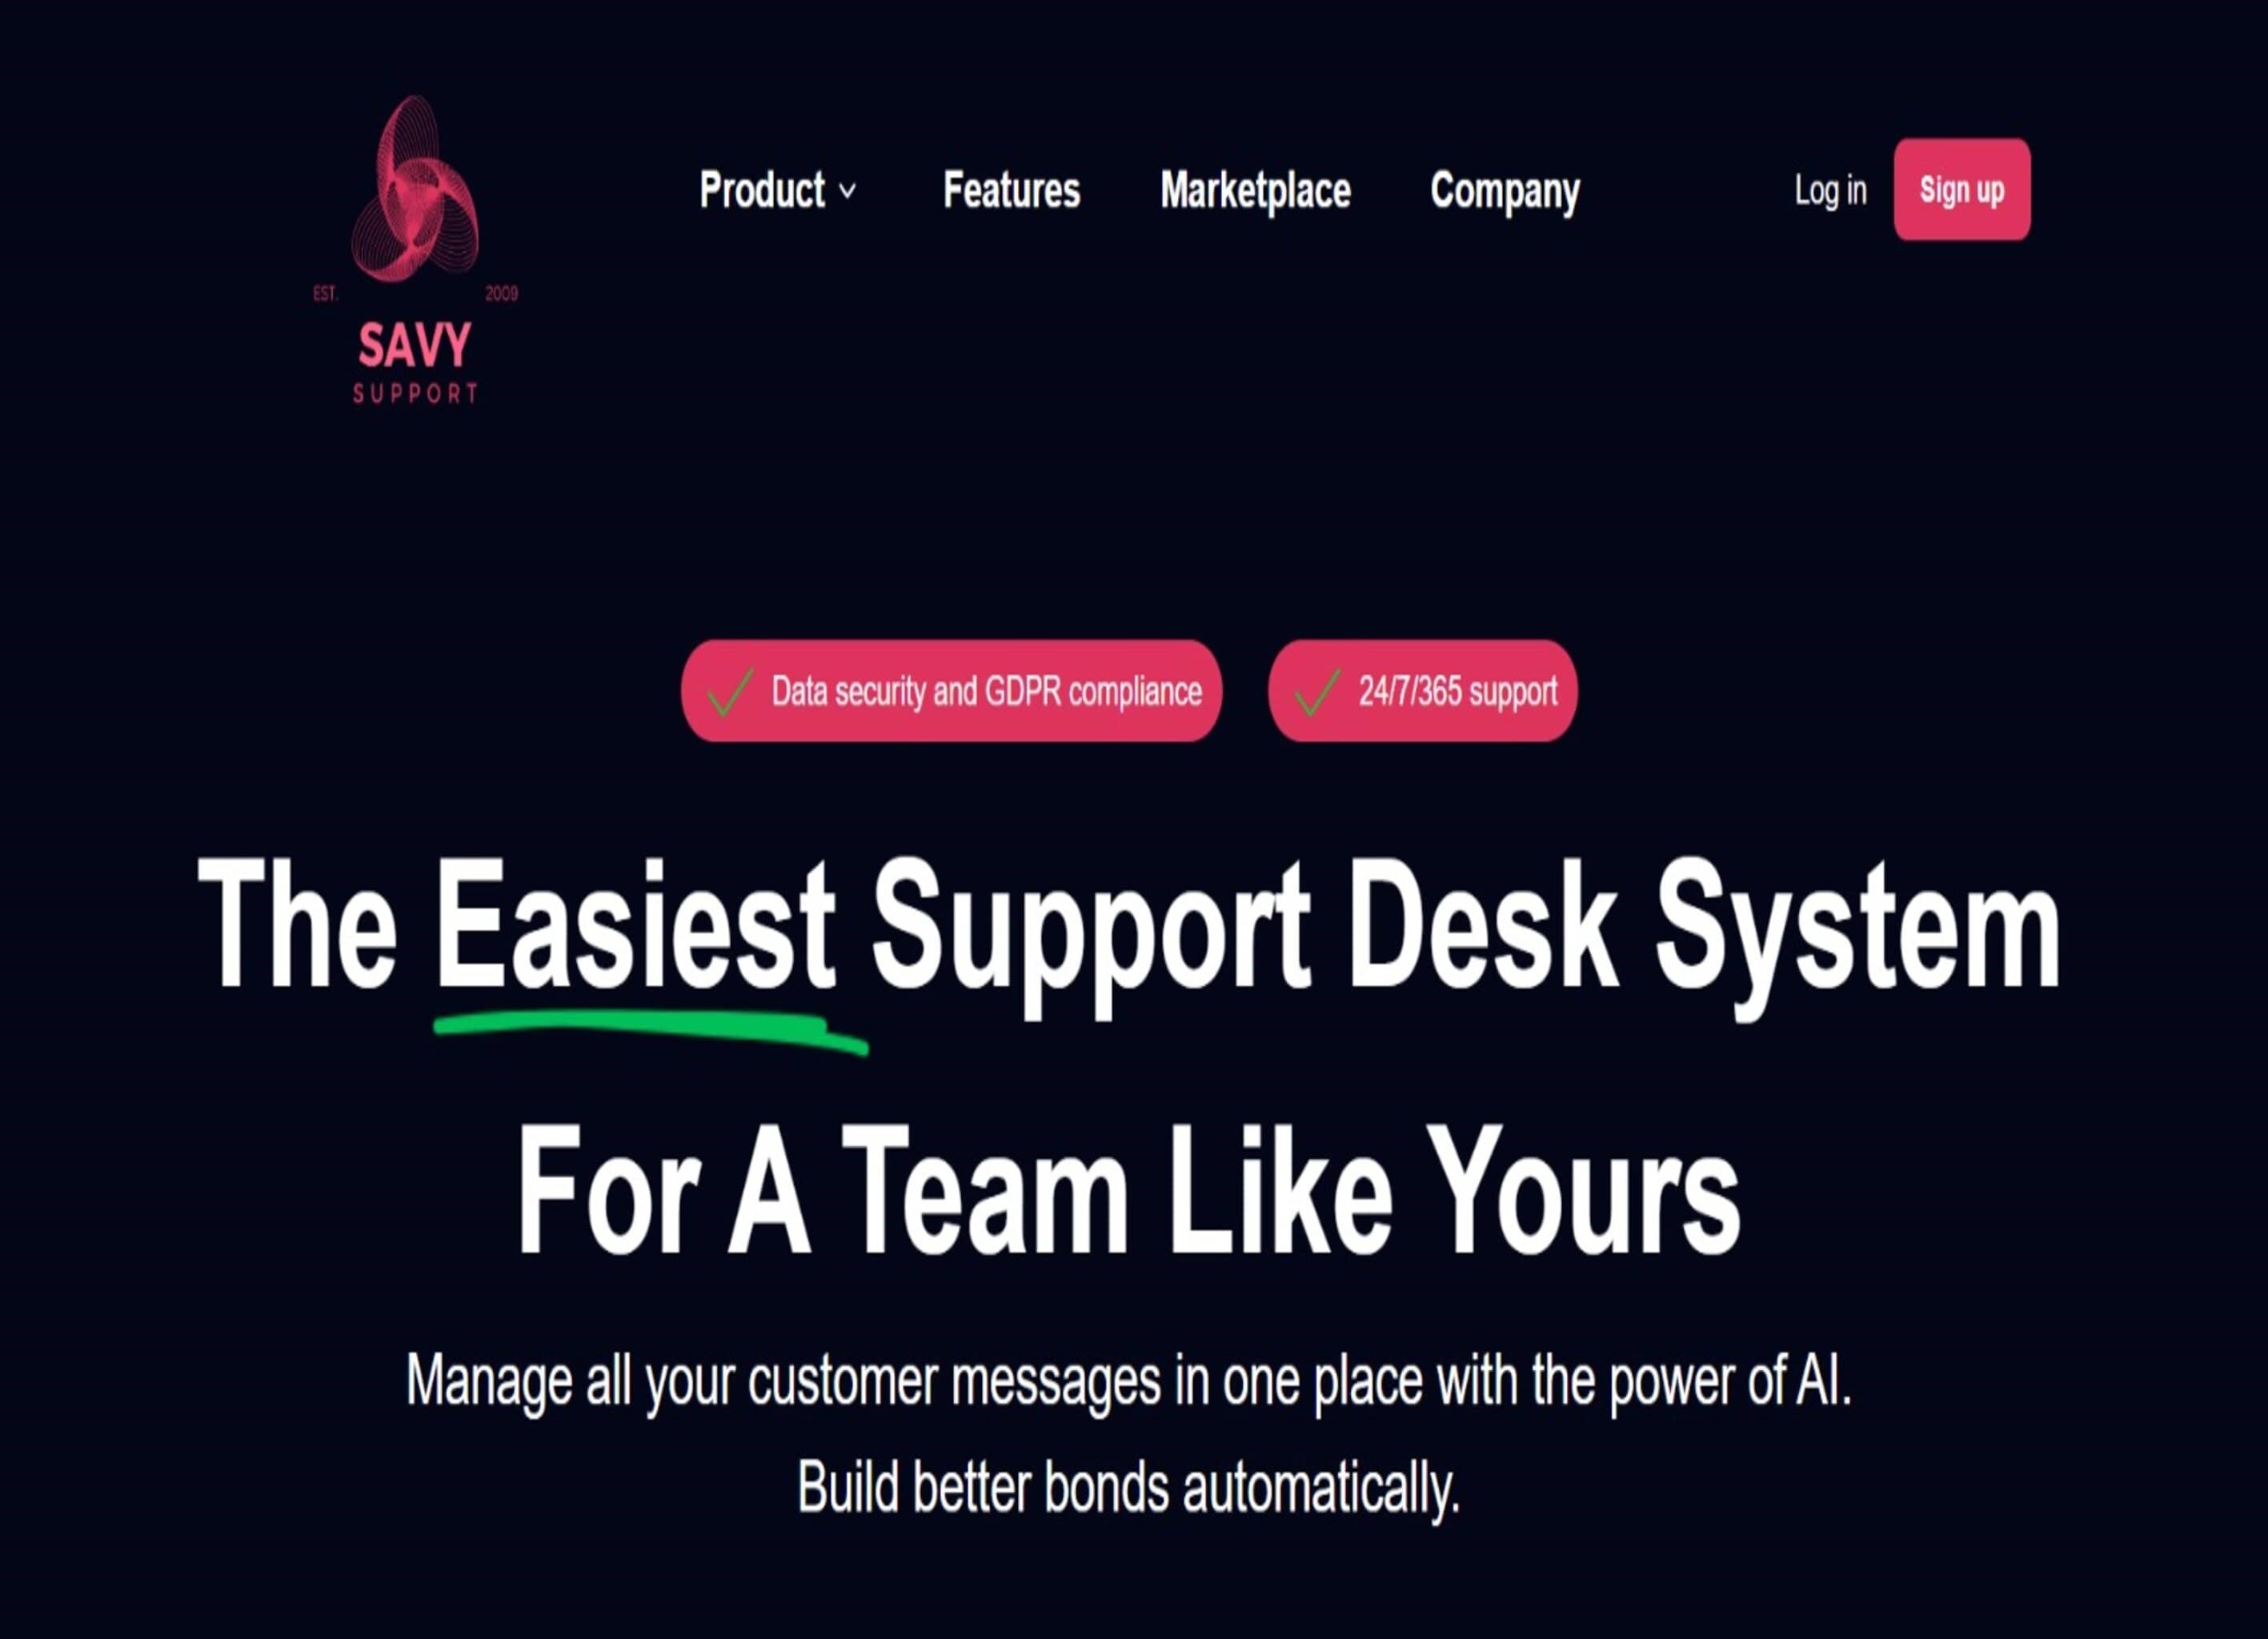 EST. 2009
SAVY
SUPPORT
Product Features Marketplace Company Log in Sign up
Data security and GDPR compliance 24/7/365 support
The Easiest Support Desk System
For A Team Like Yours
Manage all your customer messages in one place with the power of AI.
Build better bonds automatically.